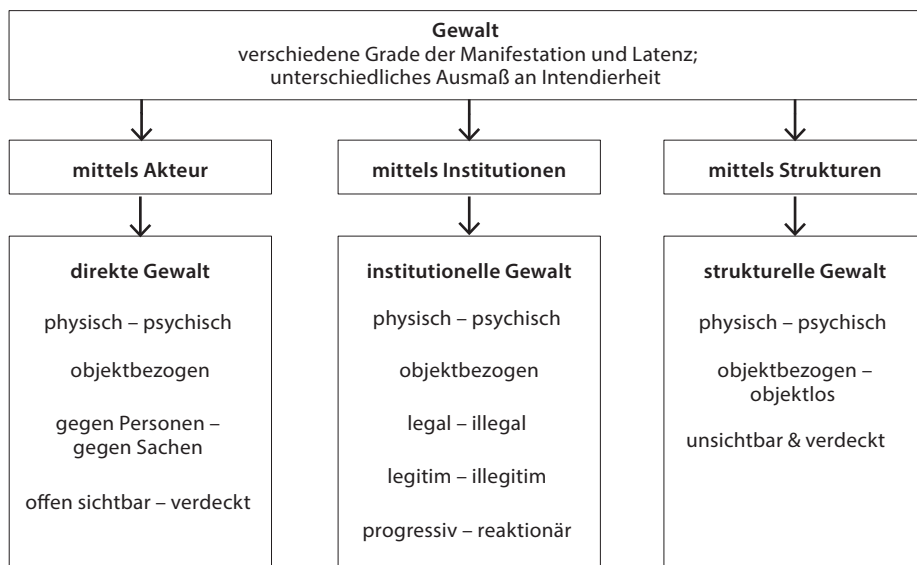 Gewalt
verschiedene Grade der Manifestation und Latenz;
unterschiedliches Ausmaß an Intendierheit
mittels Akteur
mittels Institutionen
mittels Strukturen
direkte Gewalt
physisch – psychisch
objektbezogen
gegen Personen –
gegen Sachen
offen sichtbar – verdeckt
institutionelle Gewalt
physisch – psychisch
objektbezogen
legal – illegal
legitim – illegitim
progressiv – reaktionär
strukturelle Gewalt
physisch – psychisch
objektbezogen –
objektlos
unsichtbar & verdeckt